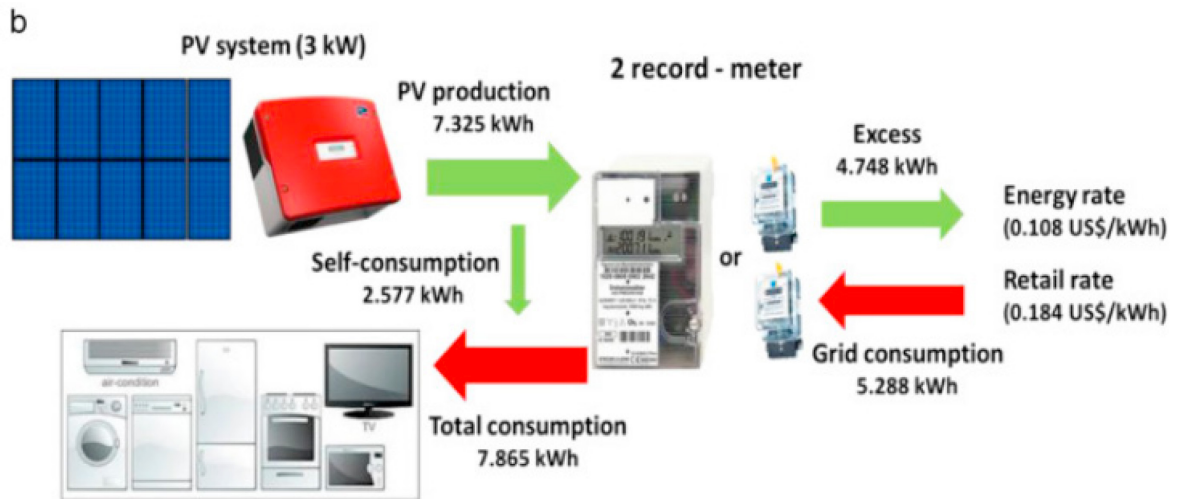 b
PV system (3 kW)
2 record - meter
PV production
7.325 kWh
Excess
4.748 kWh
Energy rate
(0.108 US$/kWh)
Self-consumption
2.577 kWh
or
Retail rate
(0.184 US$/kWh)
Grid consumption
5.288 kWh
air-condition
TV
Total consumption
7.865 kWh